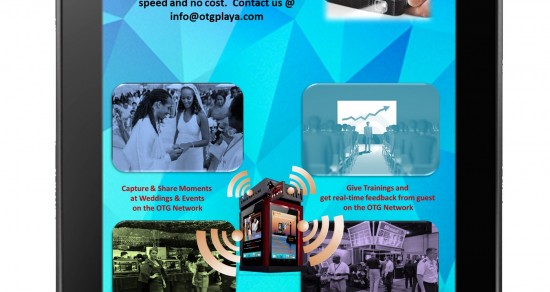 speed and no cost.  Contact us @
info@otgplaya.com
Capture & Share Moments
at Weddings & Events
on the OTG Network
Give Trainings and
get real-time feedback from guest
on the OTG Network